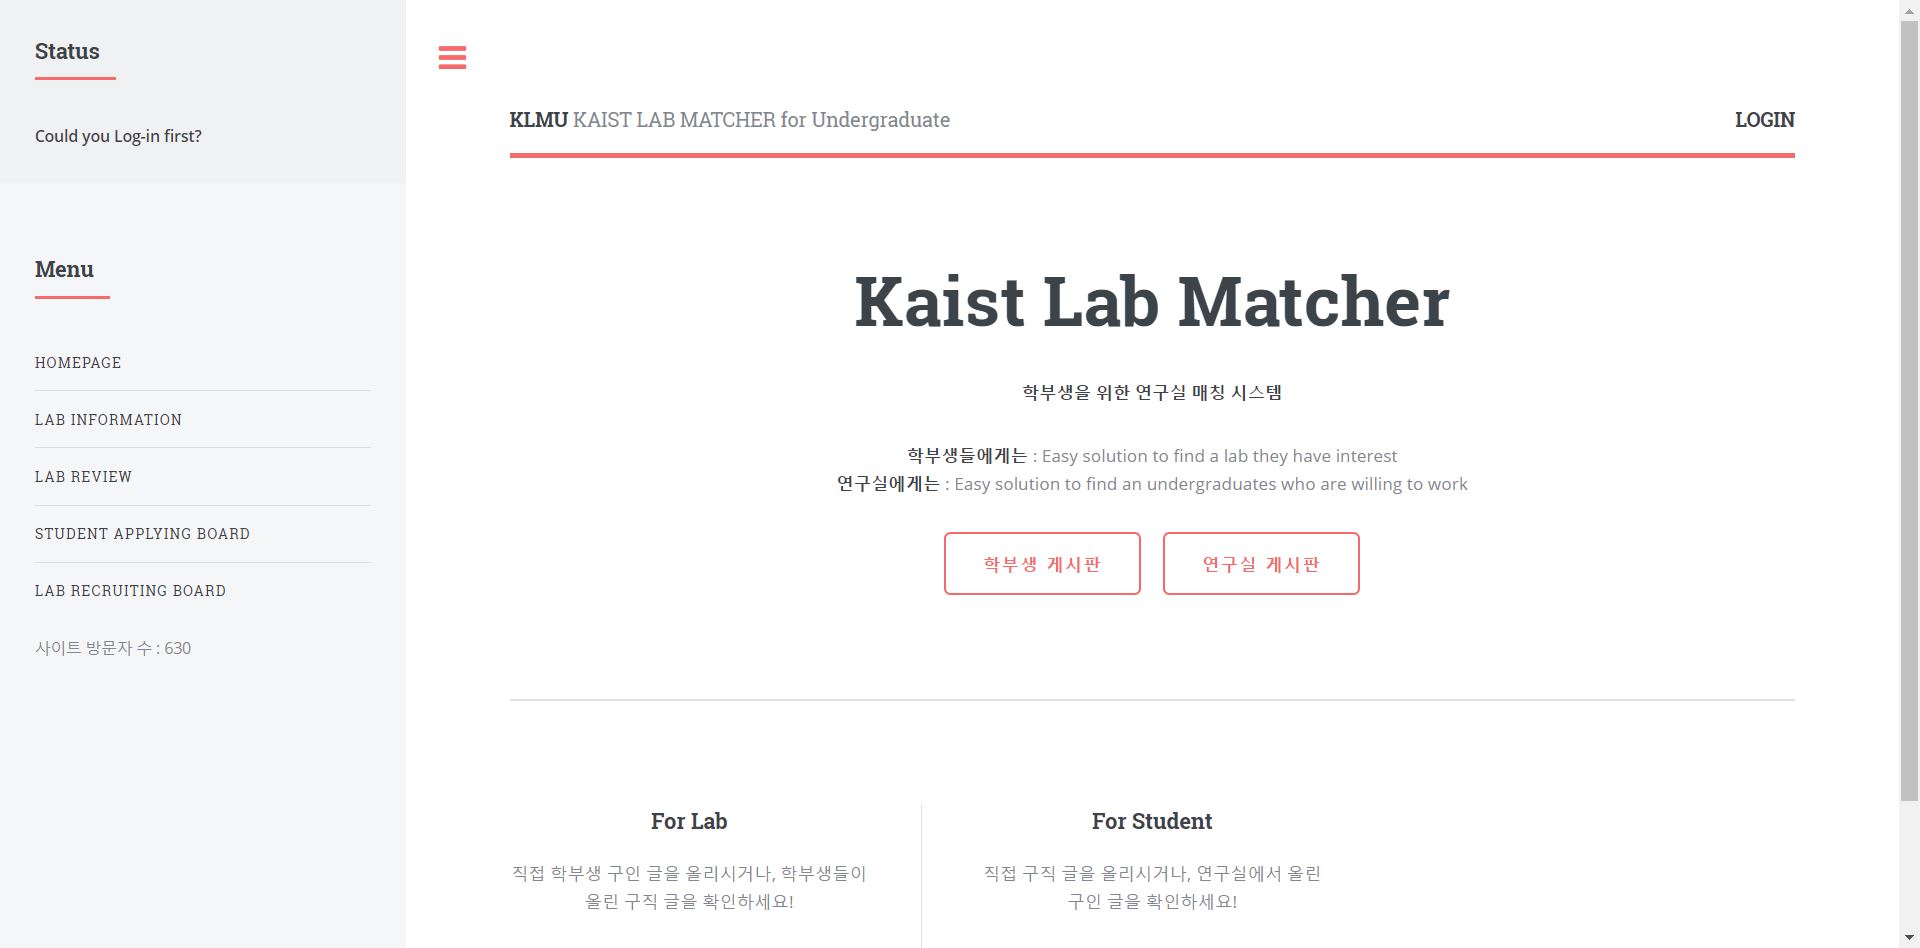 Status
Could you Log-in first?
Menu
HOMEPAGE
LAB INFORMATION
LAB REVIEW
STUDENT APPLYING BOARD
LAB RECRUITING BOARD
사이트 방문자 수 : 630
KLMU KAIST LAB MATCHER for Undergraduate
LOGIN
Kaist Lab Matcher
학부생을 위한 연구실 매칭 시스템
학부생들에게는 : Easy solution to find a lab they have interest
연구실에게는 : Easy solution to find an undergraduates who are willing to work
학부생 게시판
연구실 게시판
For Lab
직접 학부생 구인 글을 올리시거나, 학부생들이
올린 구직 글을 확인하세요!
For Student
직접 구직 글을 올리시거나, 연구실에서 올린
구인 글을 확인하세요!